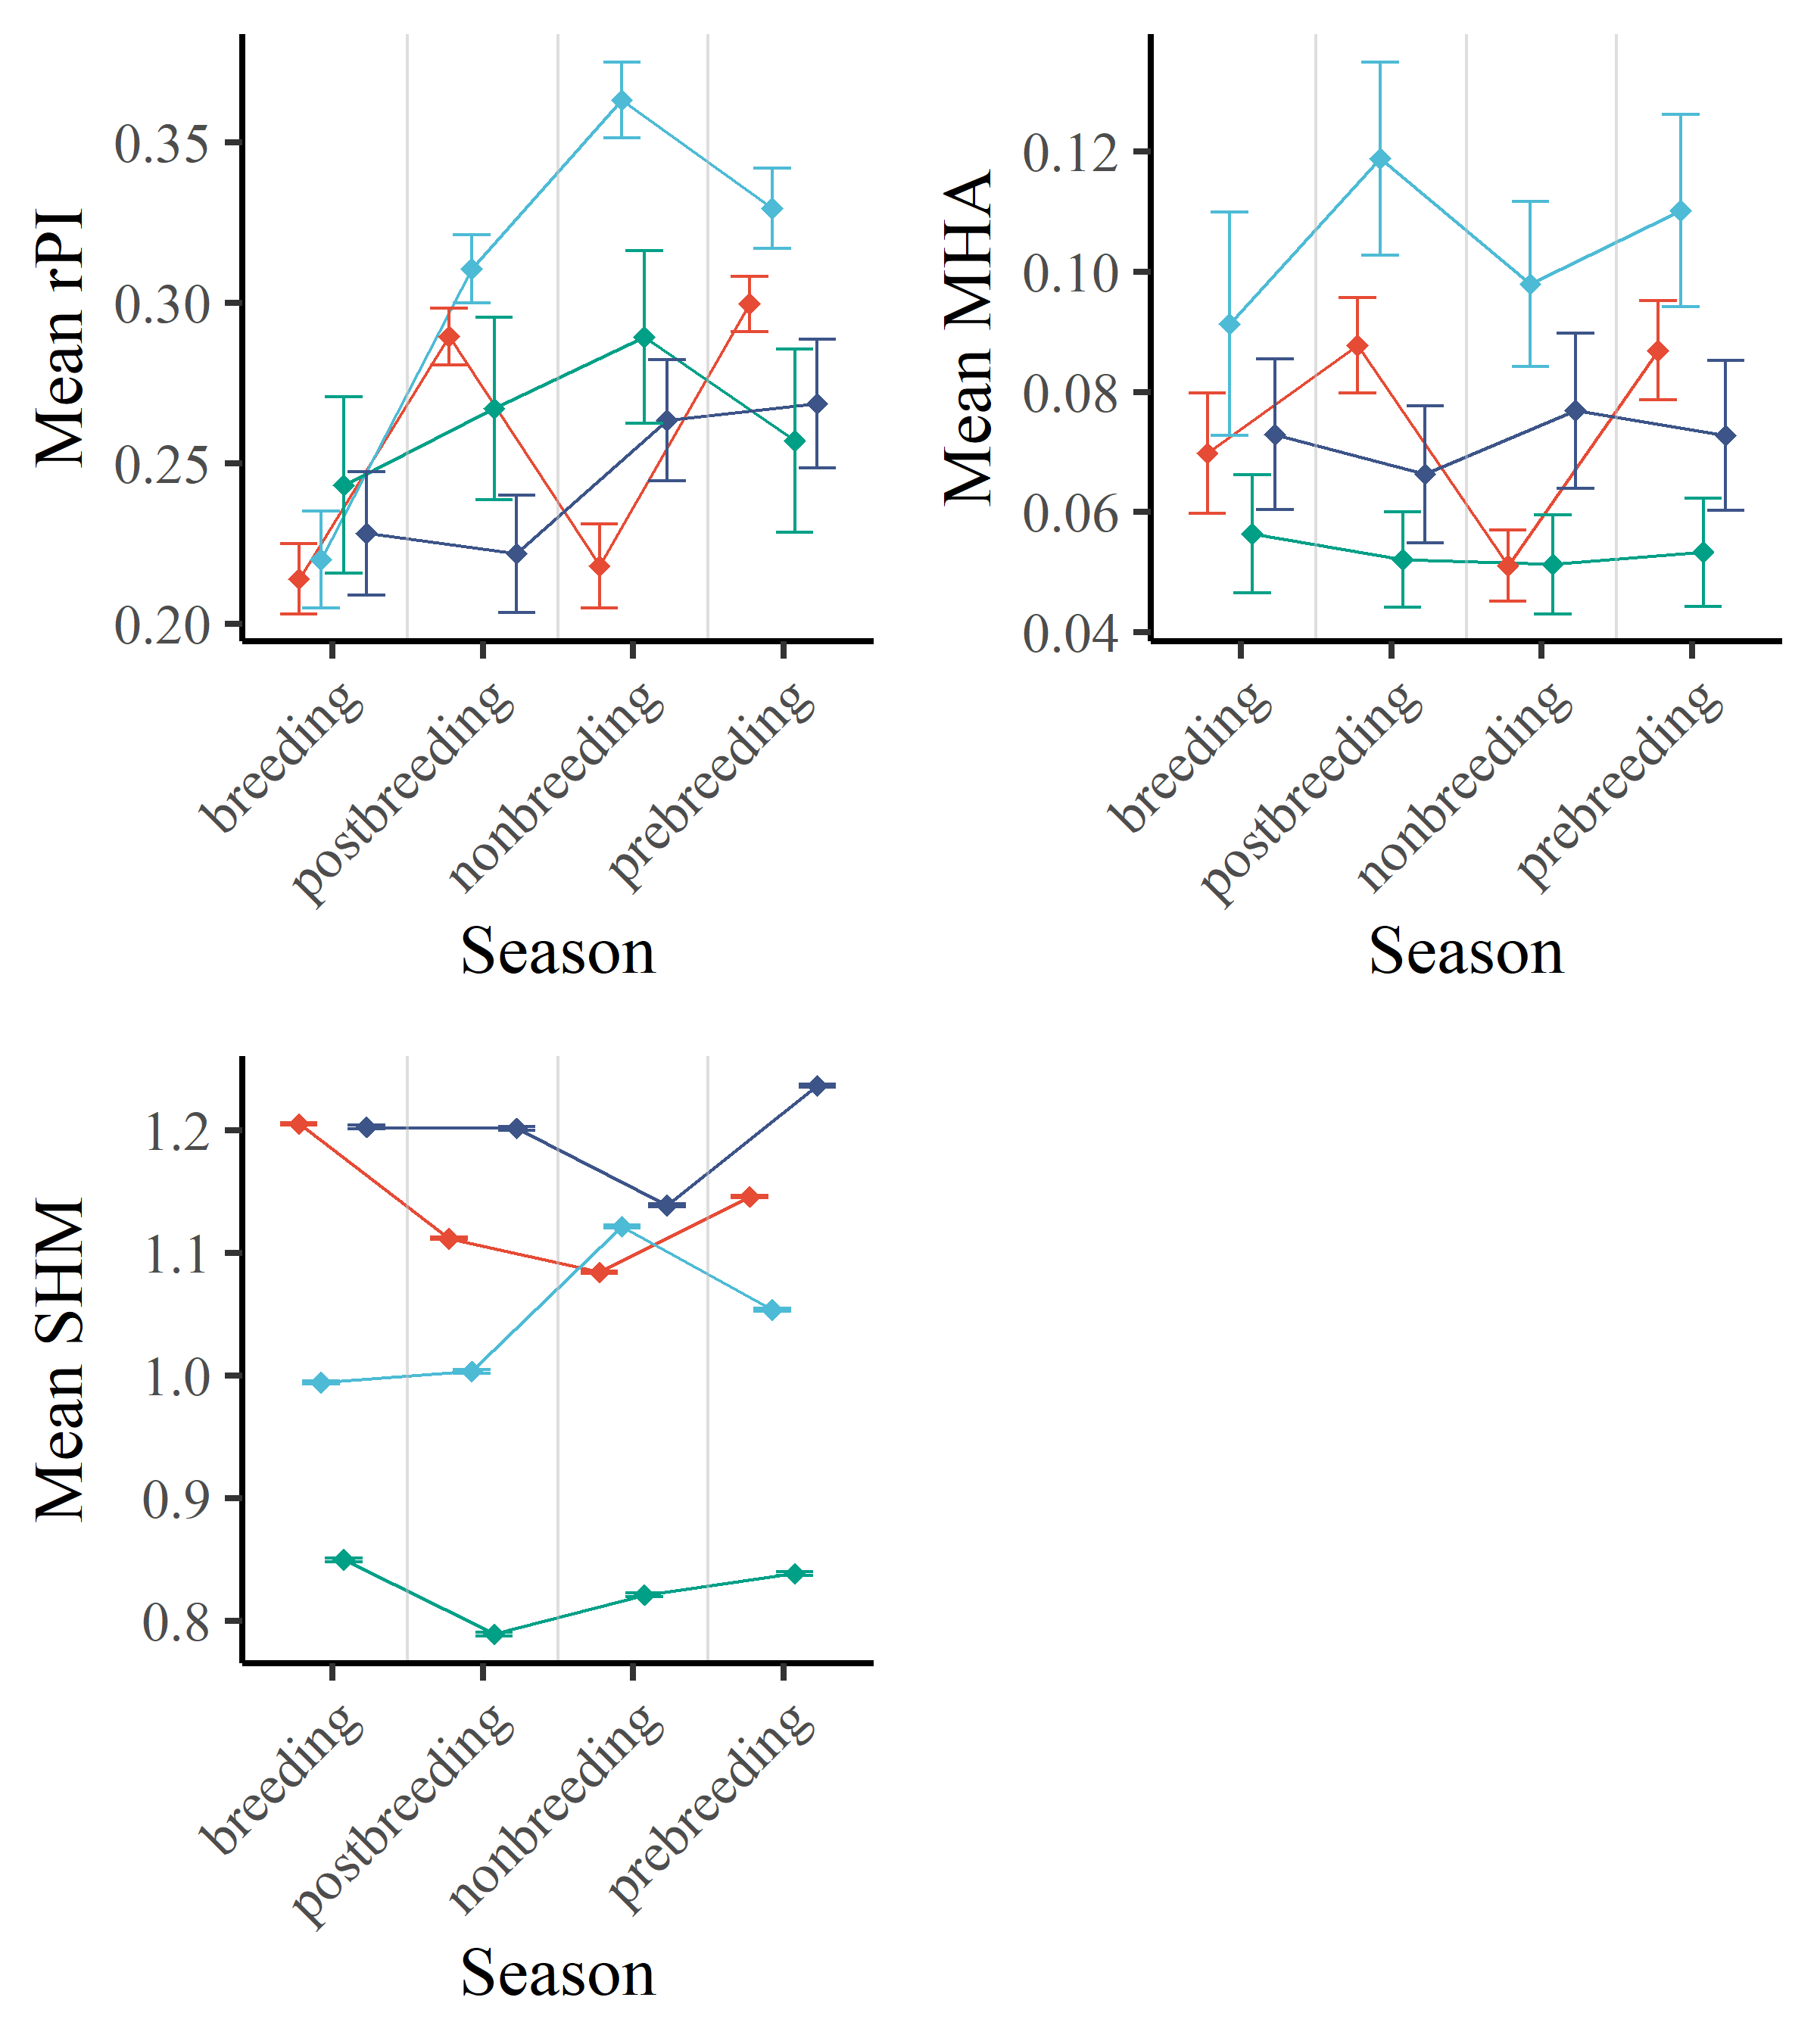 Mean rPI
0.35
0.30
0.25
0.20
breeding
postbreeding
nonbreeding
prebreeding
Season
Mean MHA
0.12
0.10
0.08
0.06
0.04
breeding
postbreeding
nonbreeding
prebreeding
Season
Mean SHM
1.2
1.1
1.0
0.9
0.8
breeding
postbreeding
nonbreeding
prebreeding
Season